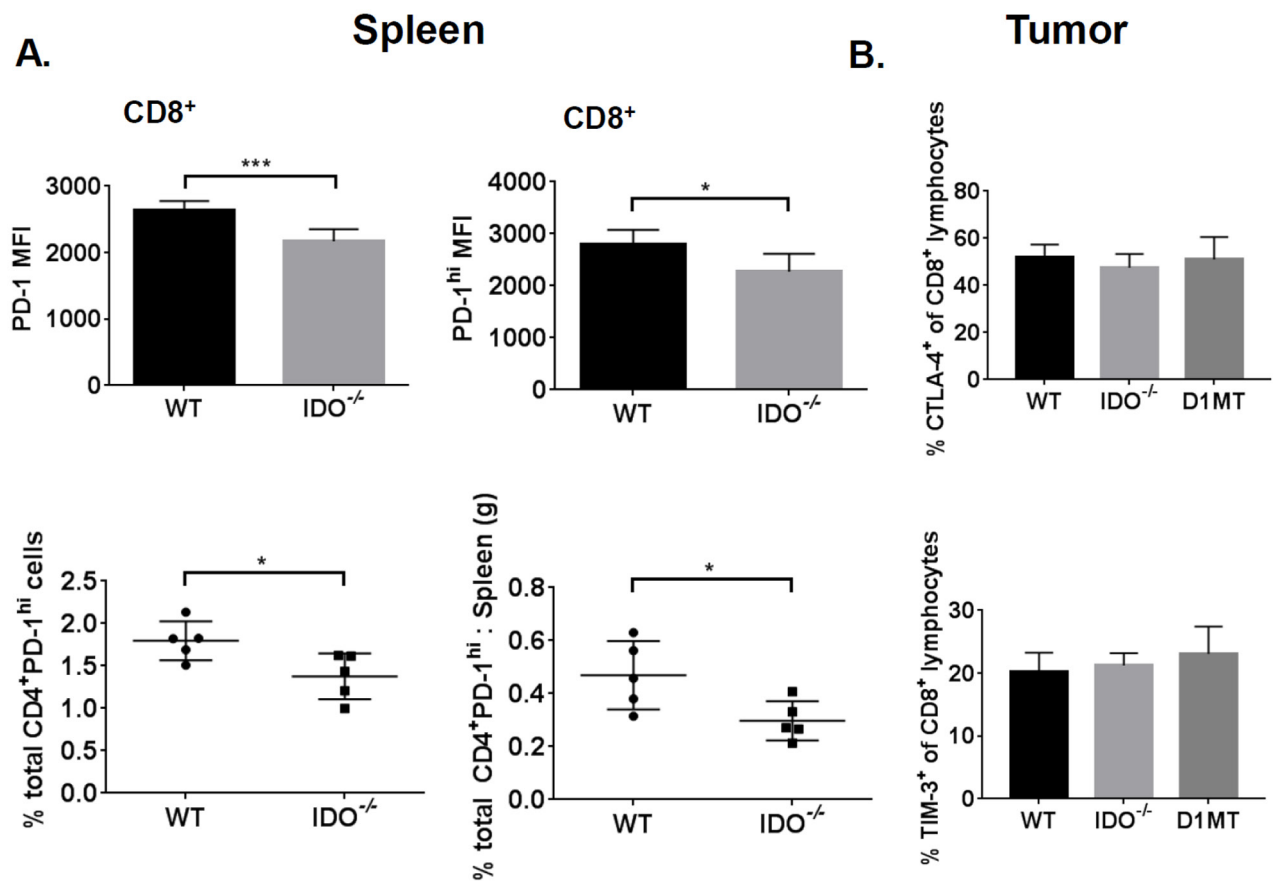 Spleen
Tumor
A.
B.
CD8⁺
CD8⁺
PD-1 MFI
3000
2000
1000
0
***
WT
IDO⁻/⁻
PD-1ʰⁱ MFI
4000
3000
2000
1000
0
*
WT
IDO⁻/⁻
% CTLA-4⁺ of CD8⁺ lymphocytes
80
60
40
20
0
WT
IDO⁻/⁻
D1MT
% total CD4⁺PD-1ʰⁱ cells
2.5
2.0
1.5
1.0
0.5
0.0
*
WT
IDO⁻/⁻
% total CD4⁺PD-1ʰⁱ : Spleen (g)
0.8
0.6
0.4
0.2
0.0
*
WT
IDO⁻/⁻
% TIM-3⁺ of CD8⁺ lymphocytes
30
20
10
0
WT
IDO⁻/⁻
D1MT